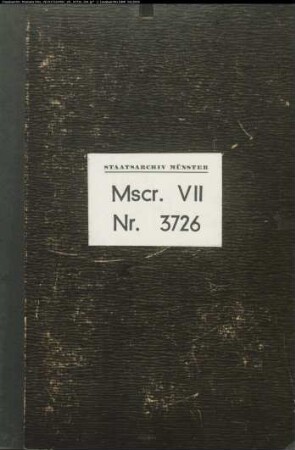 STAATSARCHIV MÜNSTER
Mscr. VII
Nr. 3726